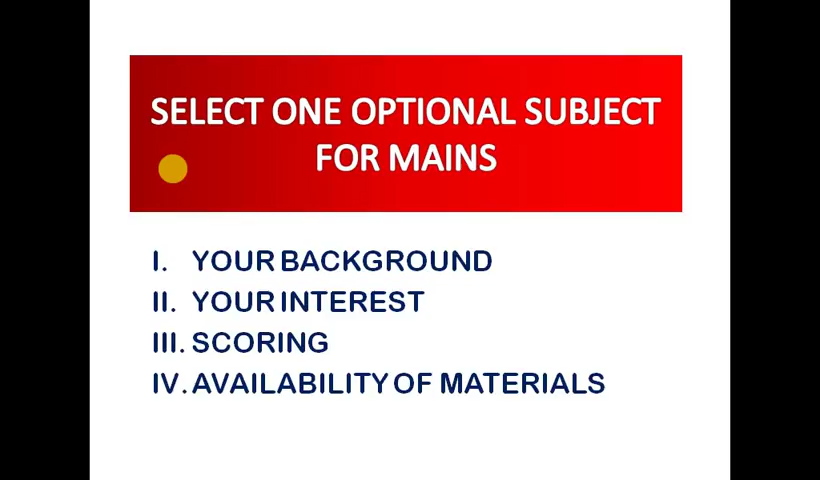 SELECT ONE OPTIONAL SUBJECT
FOR MAINS
I. YOUR BACKGROUND
II. YOUR INTEREST
III. SCORING
IV. AVAILABILITY OF MATERIALS